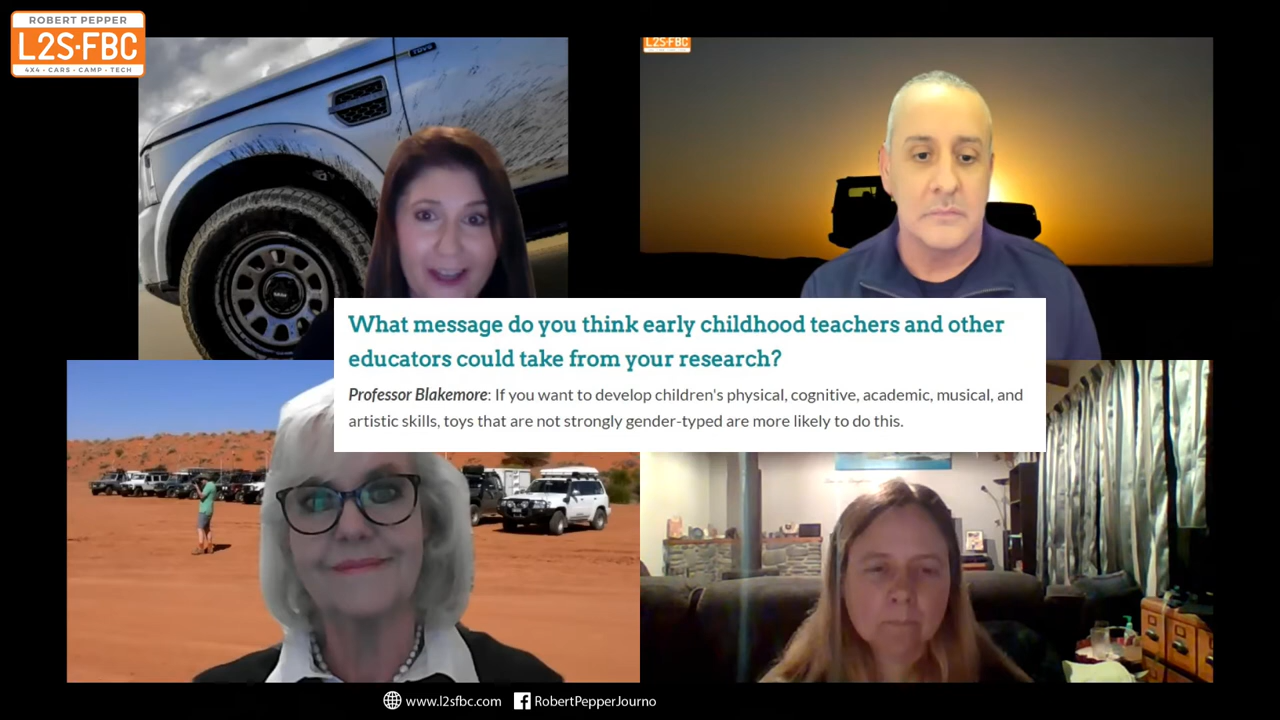 ROBERT PEPPER
L2S·FBC
4X4 • CARS • CAMP • TECH
L2S·FBC
What message do you think early childhood teachers and other
educators could take from your research?
Professor Blakemore: If you want to develop children's physical, cognitive, academic, musical, and
artistic skills, toys that are not strongly gender-typed are more likely to do this.
www.l2sfbc.com
RobertPepperJourno